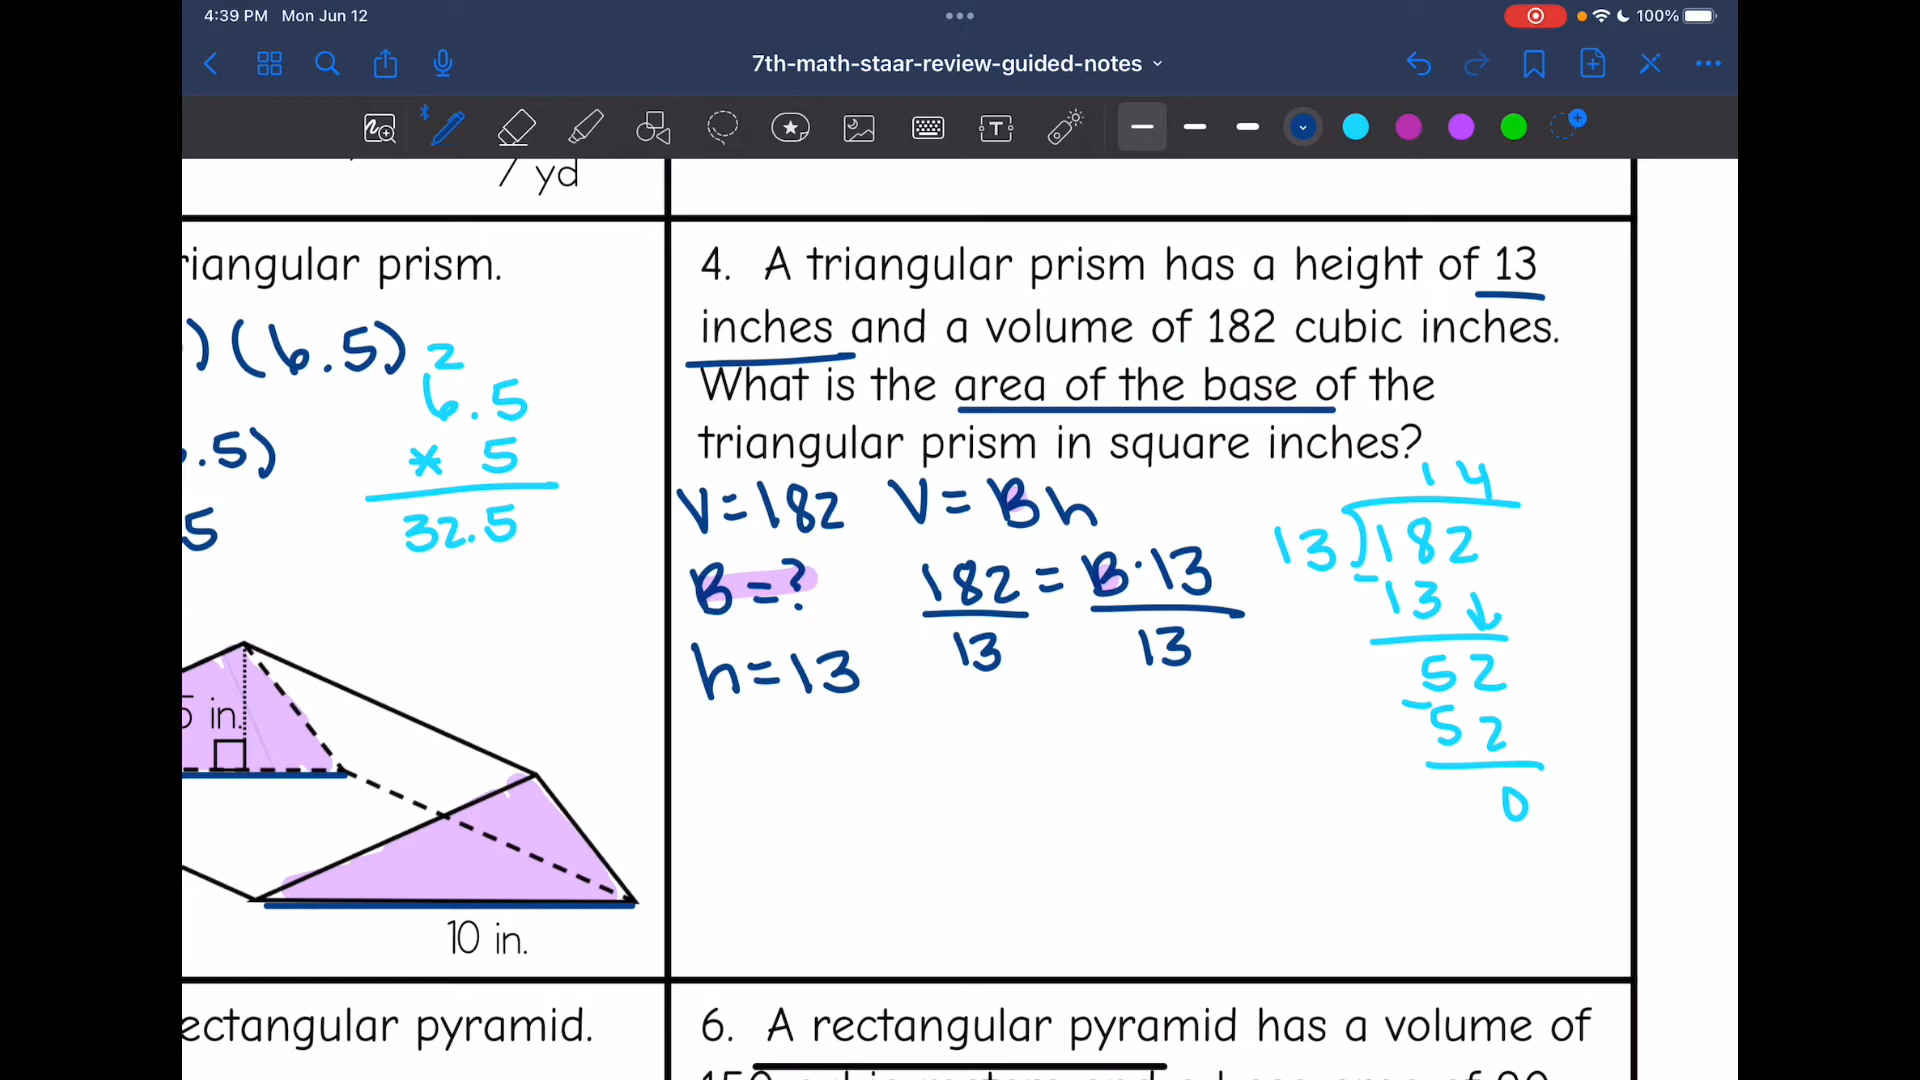 4:39 PM Mon Jun 12
100%
7th-math-staar-review-guided-notes
7 yd
riangular prism.
) (6.5)
.5)
5
2
6.5
× 5
32.5
5 in.
10 in.
4. A triangular prism has a height of 13
inches and a volume of 182 cubic inches.
What is the area of the base of the
triangular prism in square inches?
V = 182
B = ?
h = 13
V = Bh
182 = B · 13
13 13
14
13 ) 182
- 13 ↓
52
- 52
0
ectangular pyramid.
6. A rectangular pyramid has a volume of